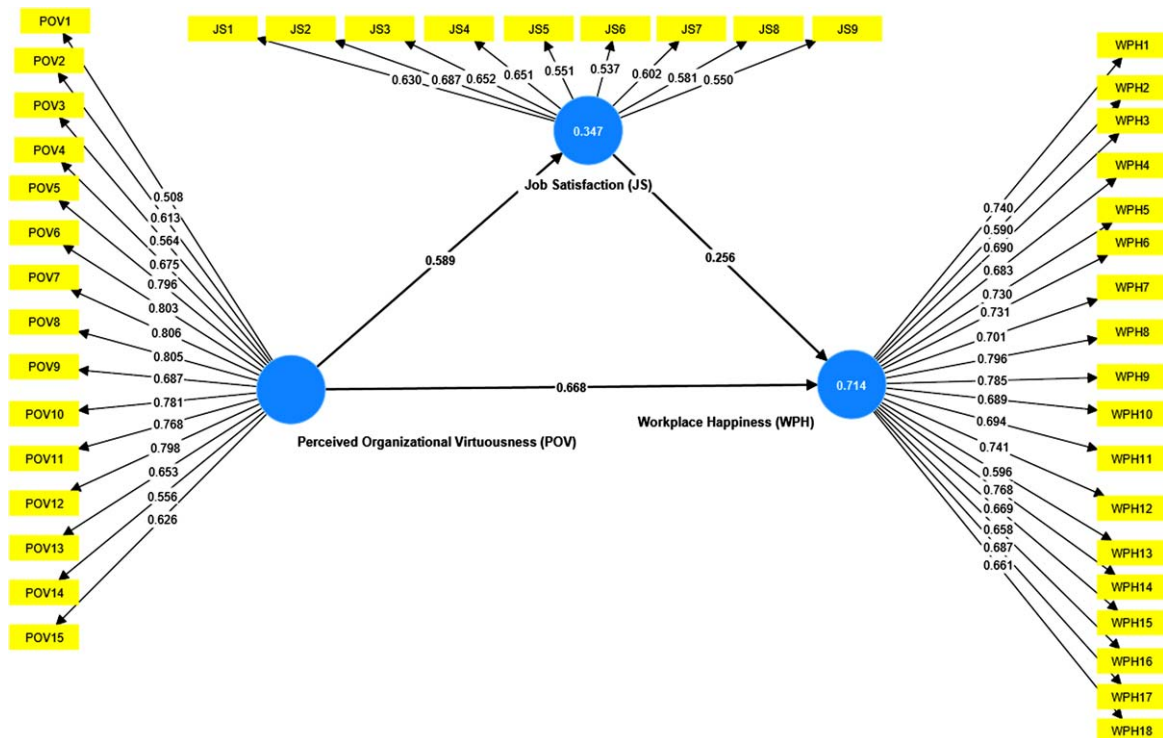 POV1
POV2
POV3
POV4
POV5
POV6
POV7
POV8
POV9
POV10
POV11
POV12
POV13
POV14
POV15
0.508
0.613
0.564
0.675
0.796
0.803
0.806
0.805
0.687
0.781
0.768
0.798
0.653
0.556
0.626
JS1 JS2 JS3 JS4 JS5 JS6 JS7 JS8 JS9
0.630 0.687 0.652 0.651 0.551 0.537 0.602 0.581 0.550
0.347
Job Satisfaction (JS)
0.589
0.256
0.668
Perceived Organizational Virtuousness (POV)
0.714
Workplace Happiness (WPH)
0.740
0.590
0.690
0.683
0.730
0.731
0.701
0.796
0.785
0.689
0.694
0.741
0.596
0.768
0.669
0.658
0.687
0.661
WPH1
WPH2
WPH3
WPH4
WPH5
WPH6
WPH7
WPH8
WPH9
WPH10
WPH11
WPH12
WPH13
WPH14
WPH15
WPH16
WPH17
WPH18